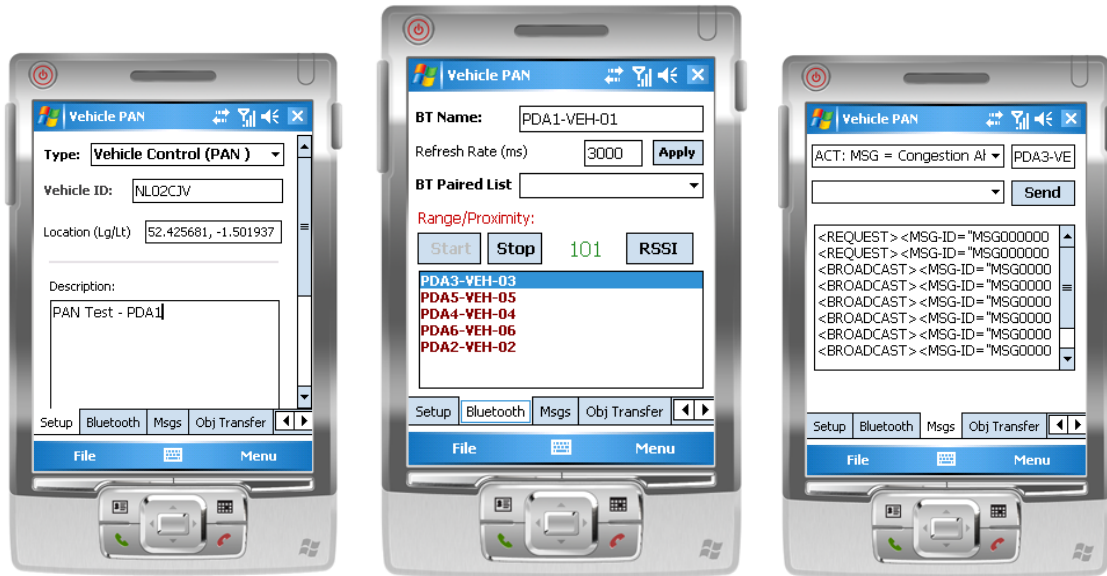 Vehicle PAN
Type: Vehicle Control (PAN )
Vehicle ID: NL02CJV
Location (Lg/Lt) 52.425681, -1.501937
Description:
PAN Test - PDA1
Setup Bluetooth Msgs Obj Transfer
File Menu
Vehicle PAN
BT Name: PDA1-VEH-01
Refresh Rate (ms) 3000 Apply
BT Paired List
Range/Proximity:
Start Stop 101 RSSI
PDA3-VEH-03
PDA5-VEH-05
PDA4-VEH-04
PDA6-VEH-06
PDA2-VEH-02
Setup Bluetooth Msgs Obj Transfer
File Menu
Vehicle PAN
ACT: MSG = Congestion PDA3-VE
Send
<REQUEST><MSG-ID="MSG000000
<REQUEST><MSG-ID="MSG000000
<BROADCAST><MSG-ID="MSG0000
<BROADCAST><MSG-ID="MSG0000
<BROADCAST><MSG-ID="MSG0000
<BROADCAST><MSG-ID="MSG0000
<BROADCAST><MSG-ID="MSG0000
<BROADCAST><MSG-ID="MSG0000
Setup Bluetooth Msgs Obj Transfer
File Menu